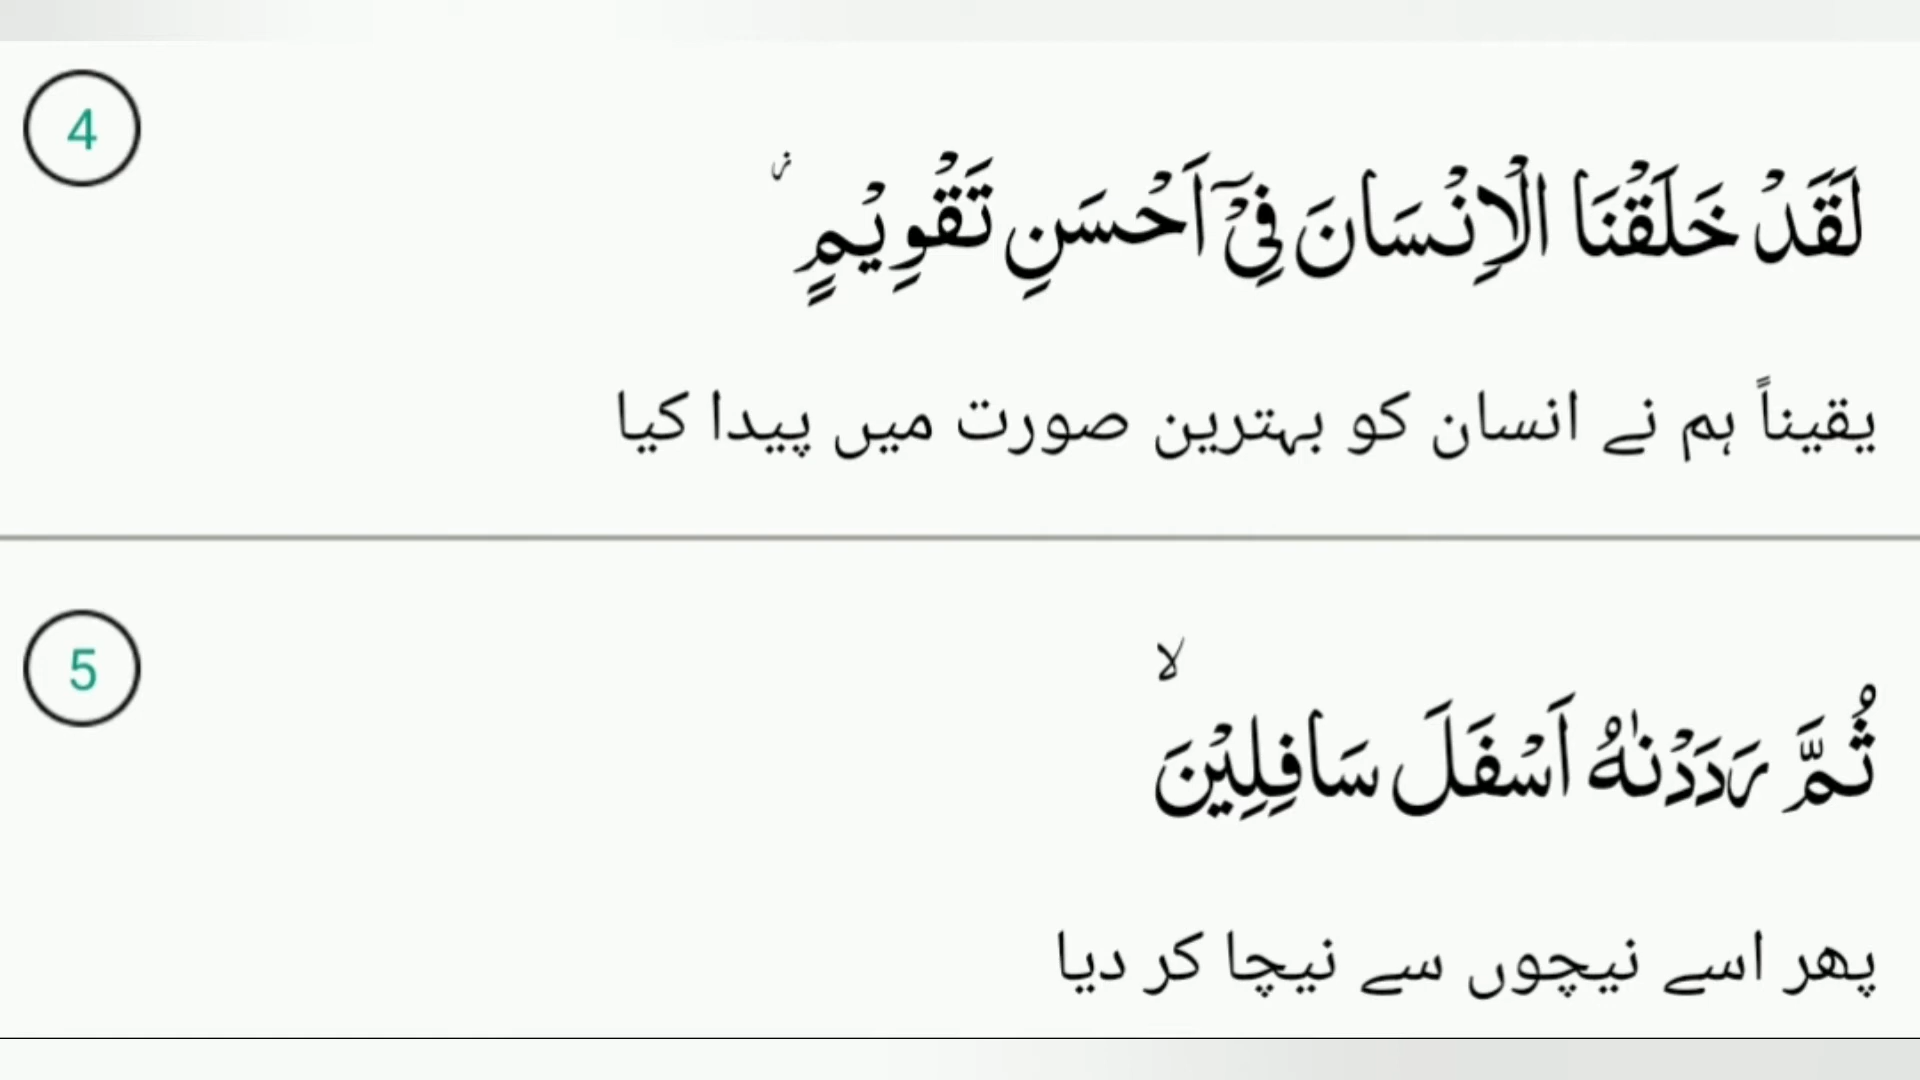 4
لَقَدْ خَلَقْنَا الْاِنْسَانَ فِیْۤ اَحْسَنِ تَقْوِیْمٍ ؗ
یقیناً ہم نے انسان کو بہترین صورت میں پیدا کیا
5
ثُمَّ رَدَدْنٰهُ اَسْفَلَ سَافِلِیْنَ ۙ
پھر اسے نیچوں سے نیچا کر دیا